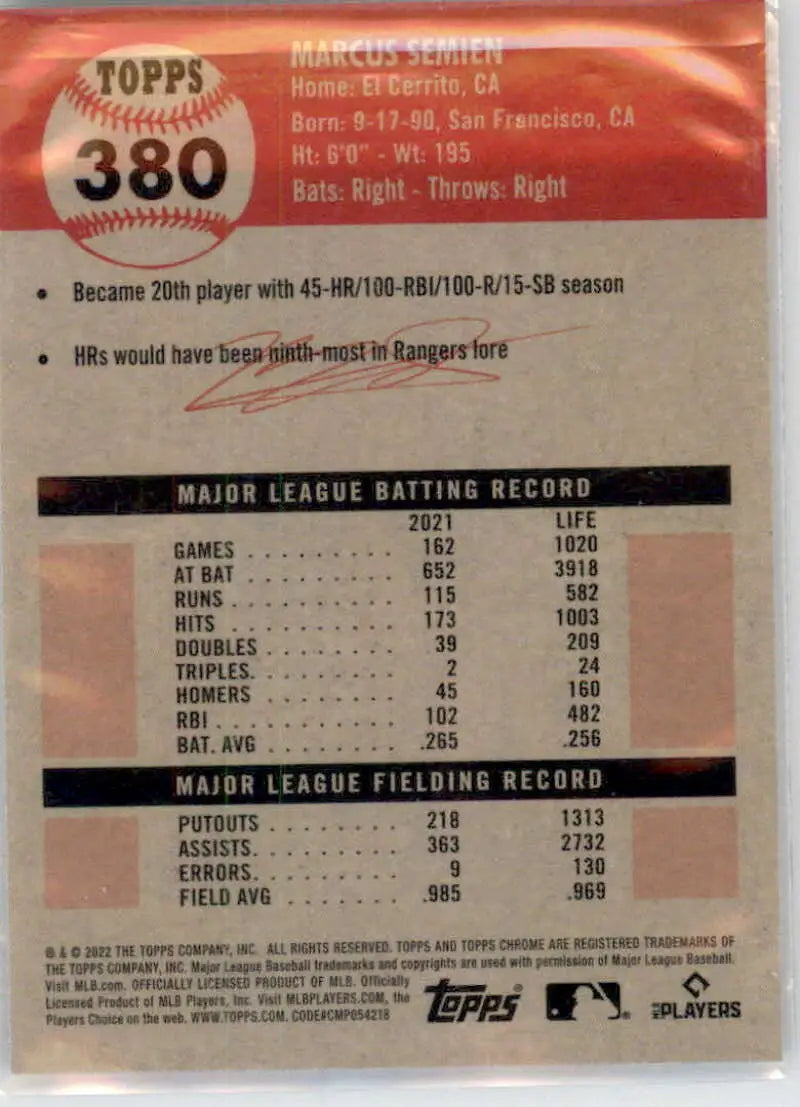 TOPPS
380
MARCUS SEMIEN
Home: El Cerrito, CA
Born: 9-17-90, San Francisco, CA
Ht: 6'0" - Wt: 195
Bats: Right - Throws: Right
• Became 20th player with 45-HR/100-RBI/100-R/15-SB season
• HRs would have been ninth-most in Rangers lore
MAJOR LEAGUE BATTING RECORD
2021 LIFE
GAMES . . . . . . . . . 162 1020
AT BAT . . . . . . . . . 652 3918
RUNS . . . . . . . . . . 115 582
HITS . . . . . . . . . . 173 1003
DOUBLES . . . . . . . . 39 209
TRIPLES. . . . . . . . . 2 24
HOMERS . . . . . . . . 45 160
RBI . . . . . . . . . . . 102 482
BAT. AVG . . . . . . . . .265 .256
MAJOR LEAGUE FIELDING RECORD
PUTOUTS . . . . . . . . 218 1313
ASSISTS. . . . . . . . . 363 2732
ERRORS. . . . . . . . . 9 130
FIELD AVG . . . . . . . .985 .969
® & © 2022 THE TOPPS COMPANY, INC. ALL RIGHTS RESERVED. TOPPS AND TOPPS CHROME ARE REGISTERED TRADEMARKS OF
THE TOPPS COMPANY, INC. Major League Baseball trademarks and copyrights are used with permission of Major League Baseball.
Visit MLB.com. OFFICIALLY LICENSED PRODUCT OF MLB. Officially
Licensed Product of MLB Players, Inc. Visit MLBPLAYERS.COM, the
Players Choice on the web. WWW.TOPPS.COM. CODE#CMP054218
Topps®
MLB PLAYERS